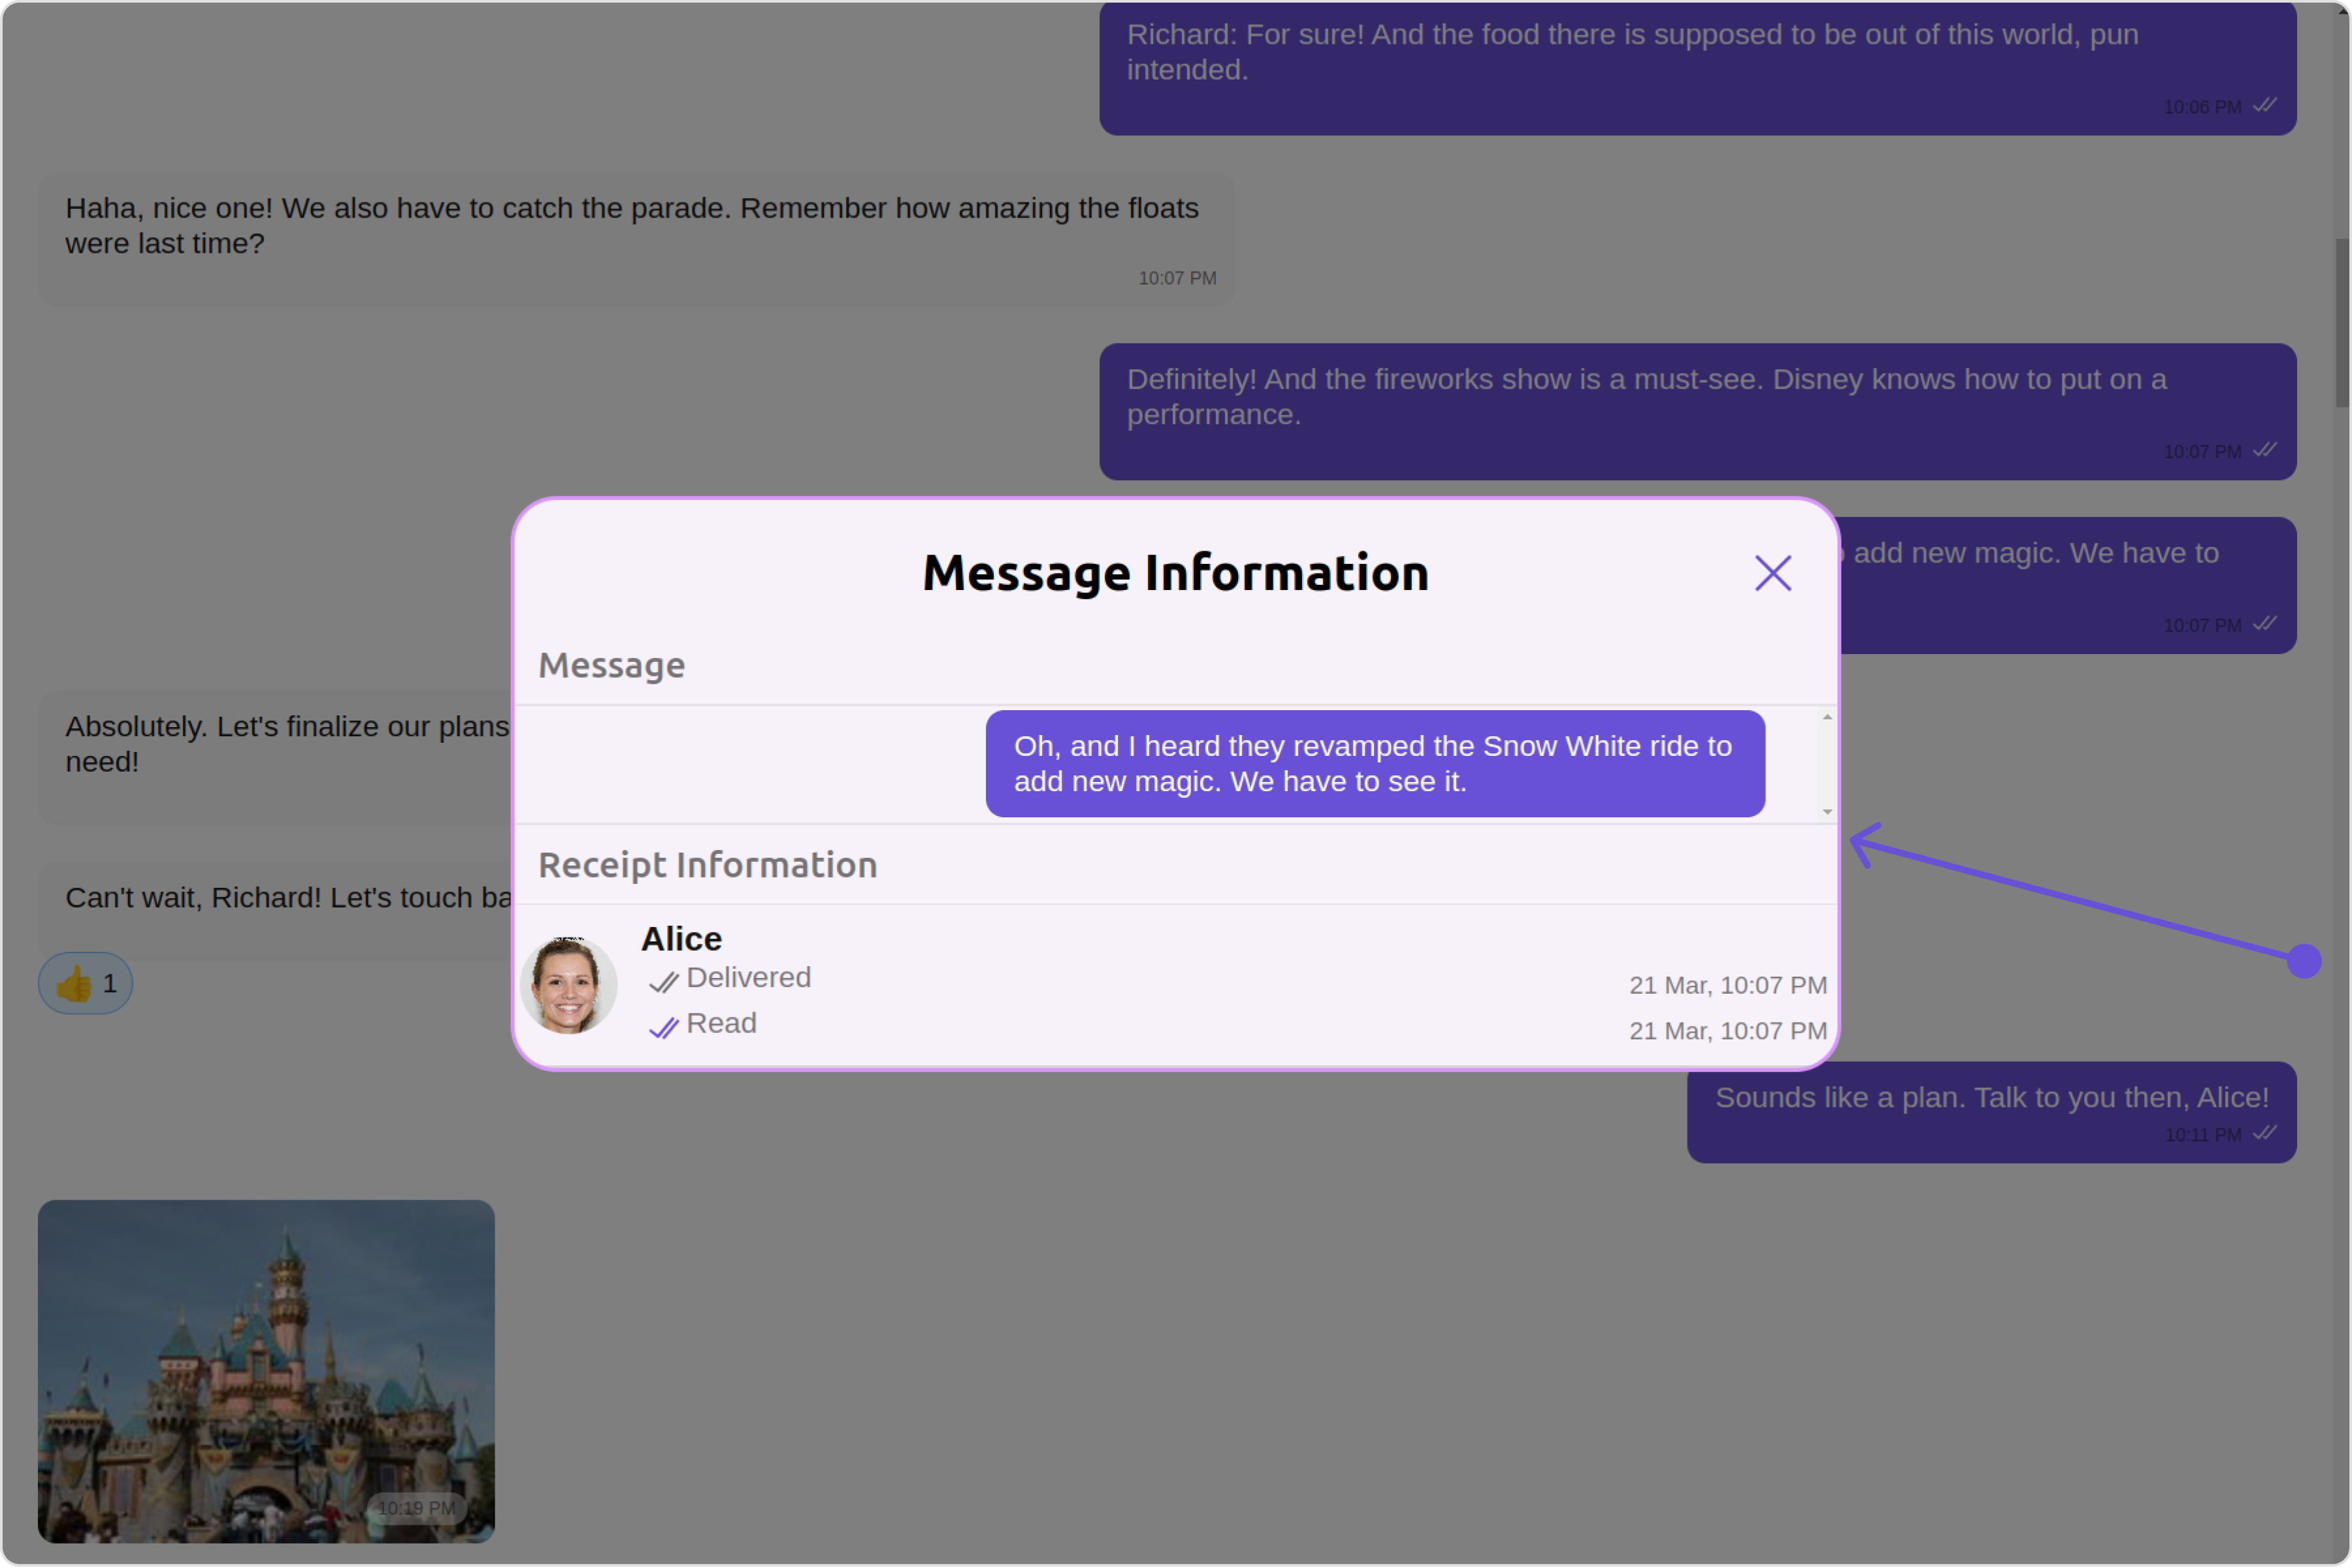 Richard: For sure! And the food there is supposed to be out of this world, pun
intended.
10:06 PM
Haha, nice one! We also have to catch the parade. Remember how amazing the floats
were last time?
10:07 PM
Definitely! And the fireworks show is a must-see. Disney knows how to put on a
performance.
10:07 PM
add new magic. We have to
10:07 PM
Message Information
Message
Oh, and I heard they revamped the Snow White ride to
add new magic. We have to see it.
Receipt Information
Alice
Delivered
21 Mar, 10:07 PM
Read
21 Mar, 10:07 PM
Absolutely. Let's finalize our plans
need!
Can't wait, Richard! Let's touch ba
👍 1
Sounds like a plan. Talk to you then, Alice!
10:11 PM
10:19 PM